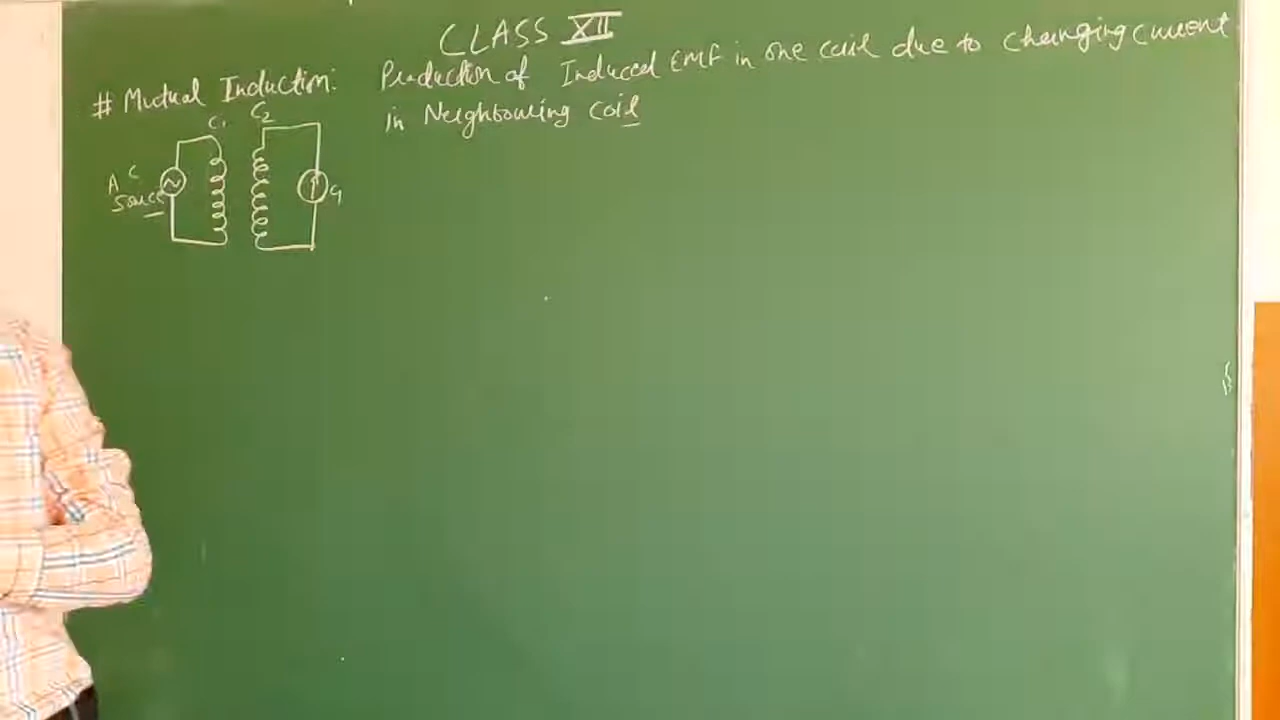 CLASS XII
# Mutual Induction: Production of Induced EMF in one coil due to changing current
in Neighbouring coil
C1 C2
AC
Source
G